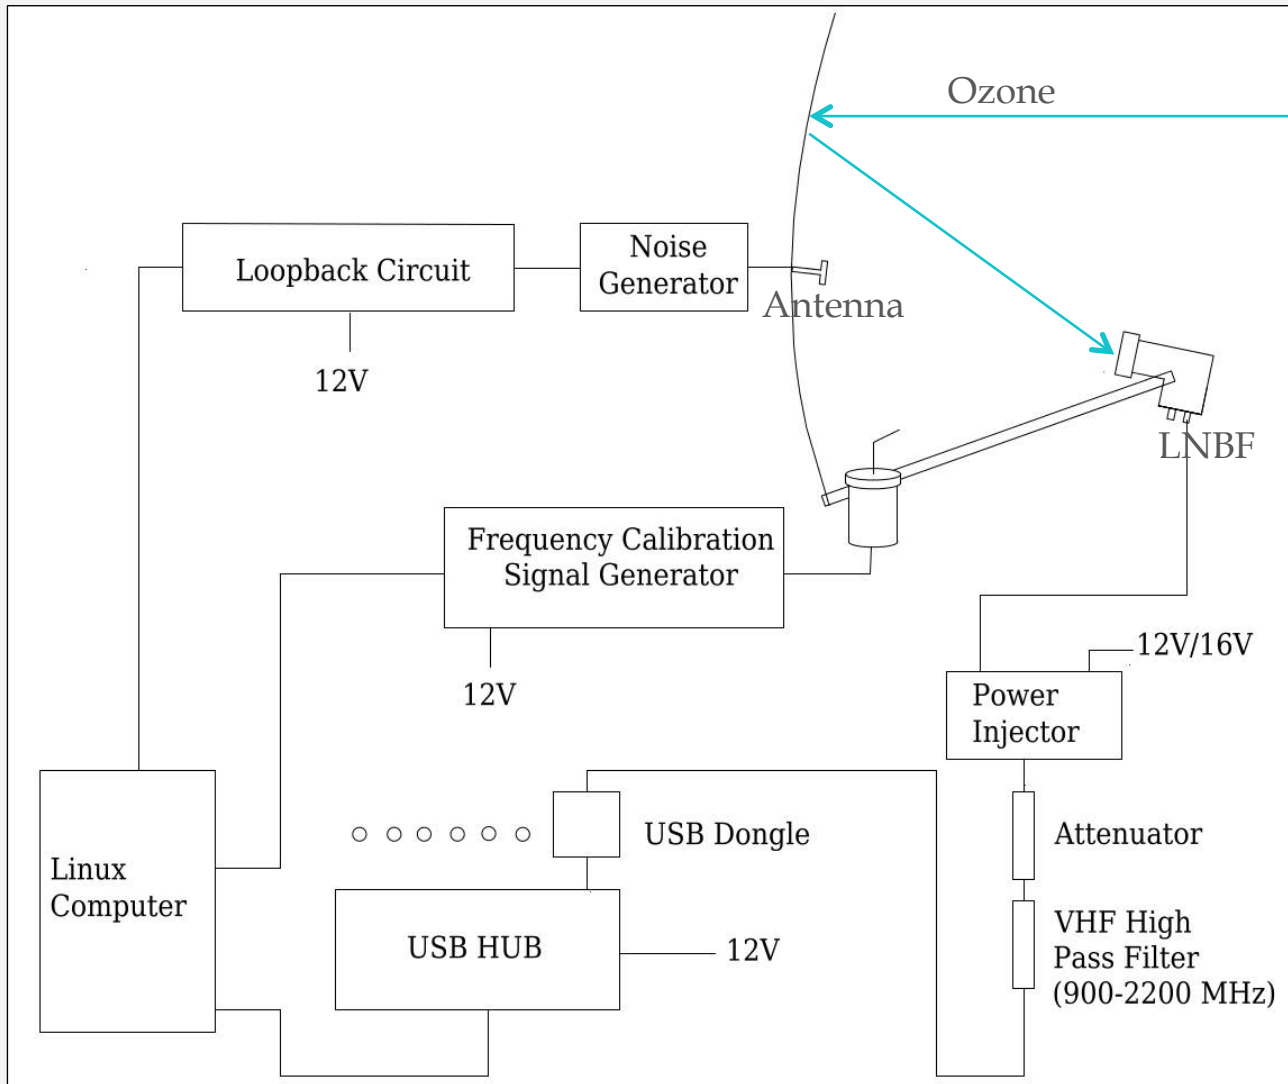 Ozone
Noise
Generator
Loopback Circuit
Antenna
12V
LNBF
Frequency Calibration
Signal Generator
12V
12V/16V
Power
Injector
USB Dongle
Attenuator
Linux
Computer
USB HUB
12V
VHF High
Pass Filter
(900-2200 MHz)